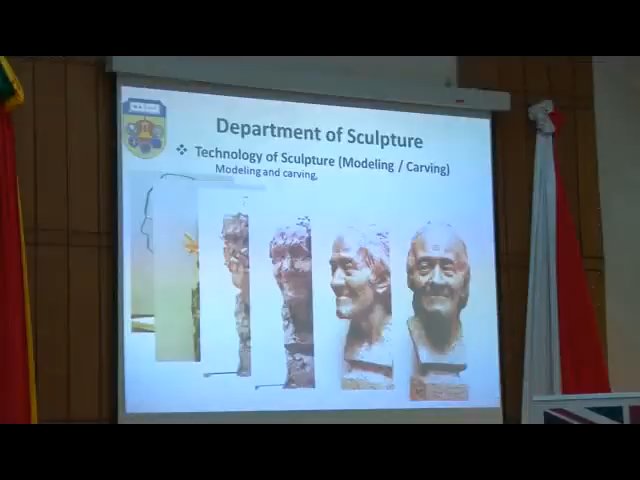 Department of Sculpture
❖ Technology of Sculpture (Modeling / Carving)
Modeling and carving,